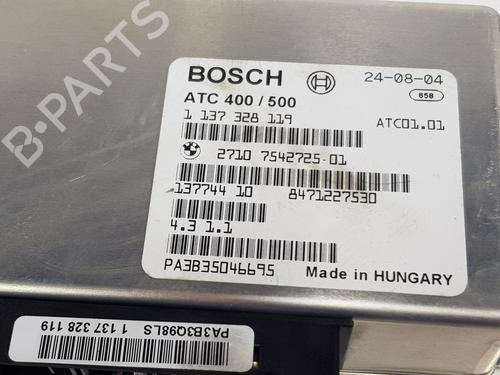 B-PARTS
BOSCH
24-08-04
658
ATC 400 / 500
1 137 328 119
ATC01.01
2710 7542725-01
137744 10
8471227530
4.3 1.1
PA3B35046695
Made in HUNGARY
PA3B3Q98LS
1 137 328 119